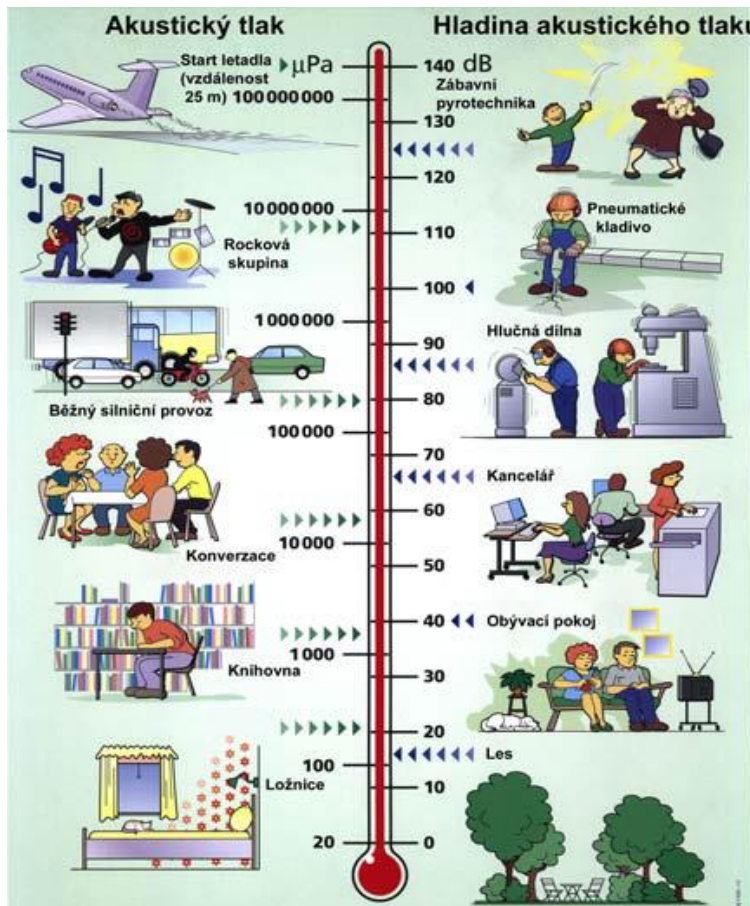 Akustický tlak
Hladina akustického tlaku
Start letadla
(vzdálenost
25 m)
µPa
100 000 000
10 000 000
1 000 000
100 000
10 000
1000
100
20
140 dB
130
120
110
100
90
80
70
60
50
40
30
20
10
0
Rocková
skupina
Běžný silniční provoz
Konverzace
Knihovna
Ložnice
Zábavní
pyrotechnika
Pneumatické
kladivo
Hlučná dílna
Kancelář
Obývací pokoj
Les